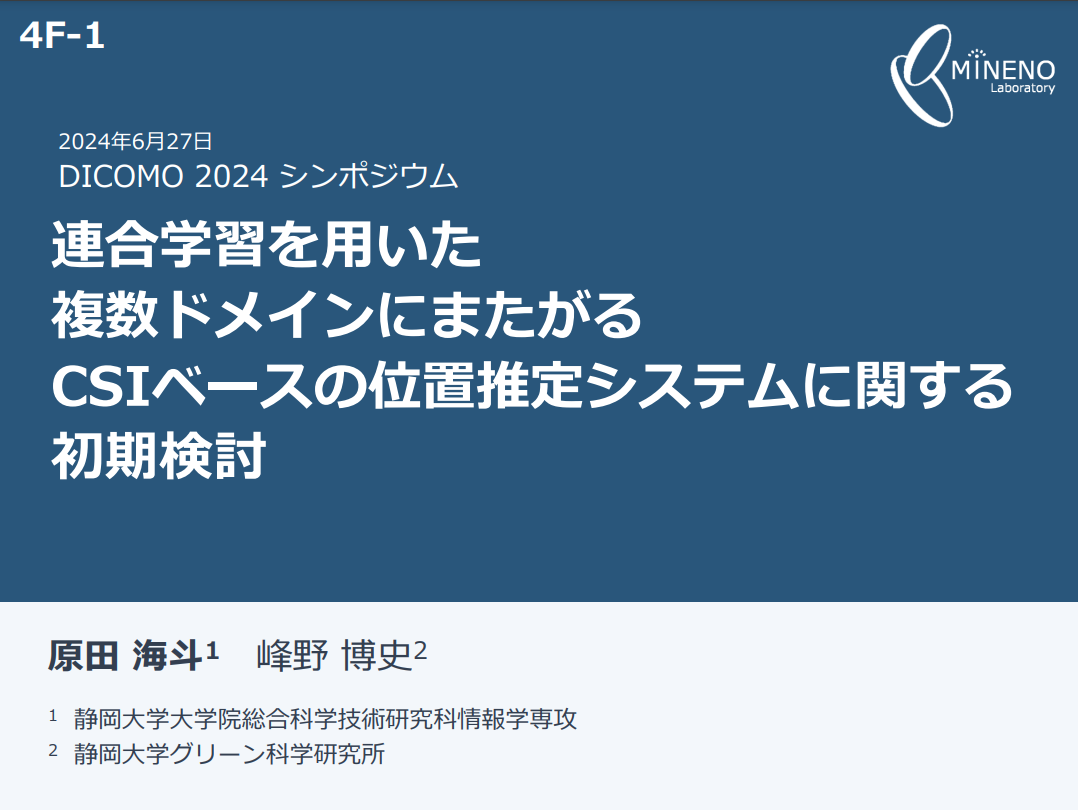 4F-1
MINENO
Laboratory
2024年6月27日
DICOMO 2024 シンポジウム
連合学習を用いた
複数ドメインにまたがる
CSIベースの位置推定システムに関する
初期検討
原田 海斗1 峰野 博史2
1 静岡大学大学院総合科学技術研究科情報学専攻
2 静岡大学グリーン科学研究所